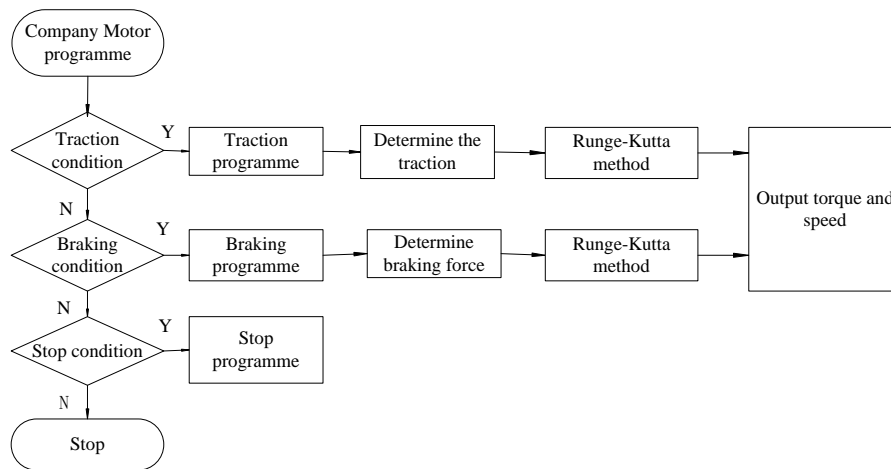 Company Motor
programme
Traction
condition
Y
Traction
programme
Determine the
traction
Runge-Kutta
method
Output torque and
speed
N
Braking
condition
Y
Braking
programme
Determine
braking force
Runge-Kutta
method
N
Stop condition
Y
Stop
programme
N
Stop